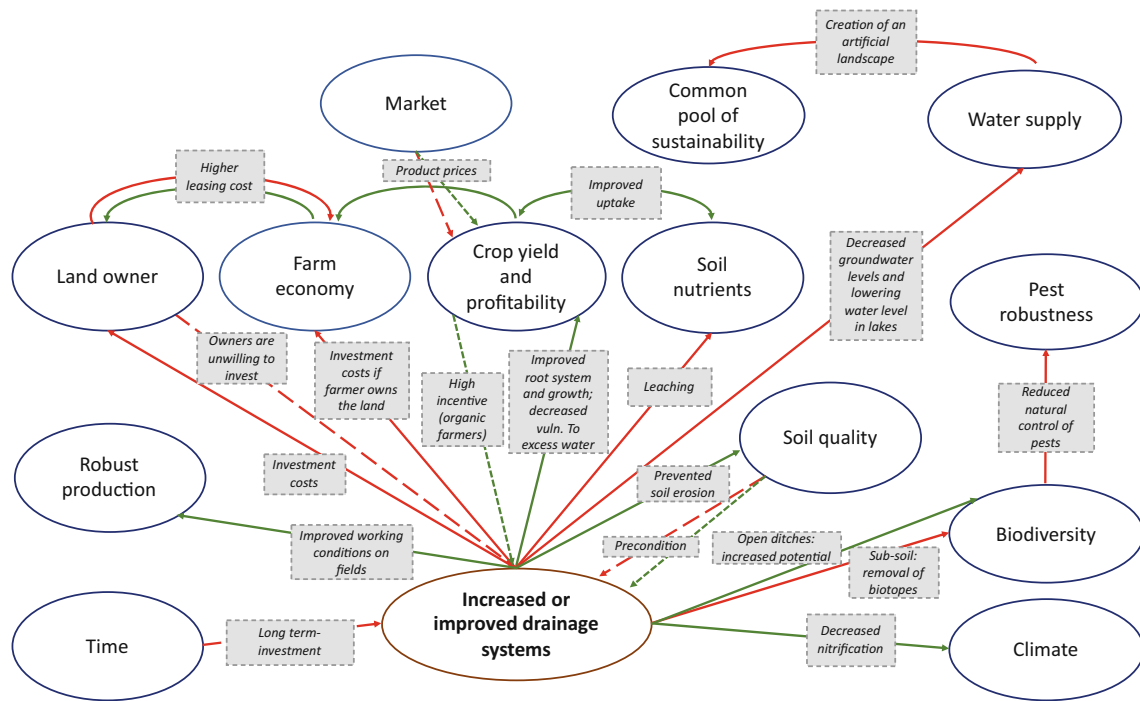 Creation of an
artificial
landscape
Market
Common
pool of
sustainability
Water supply
Higher
leasing cost
Product prices
Improved
uptake
Land owner
Farm
economy
Crop yield
and
profitability
Soil
nutrients
Decreased
groundwater
levels and
lowering
water level
in lakes
Pest
robustness
Owners are
unwilling to
invest
Investment
costs if
farmer owns
the land
High
incentive
(organic
farmers)
Improved
root system
and growth;
decreased
vuln. To
excess water
Leaching
Reduced
natural
control of
pests
Soil quality
Robust
production
Investment
costs
Prevented
soil erosion
Improved working
conditions on
fields
Precondition
Open ditches:
increased potential
Sub-soil:
removal of
biotopes
Biodiversity
Time
Long term-
investment
Increased or
improved drainage
systems
Decreased
nitrification
Climate